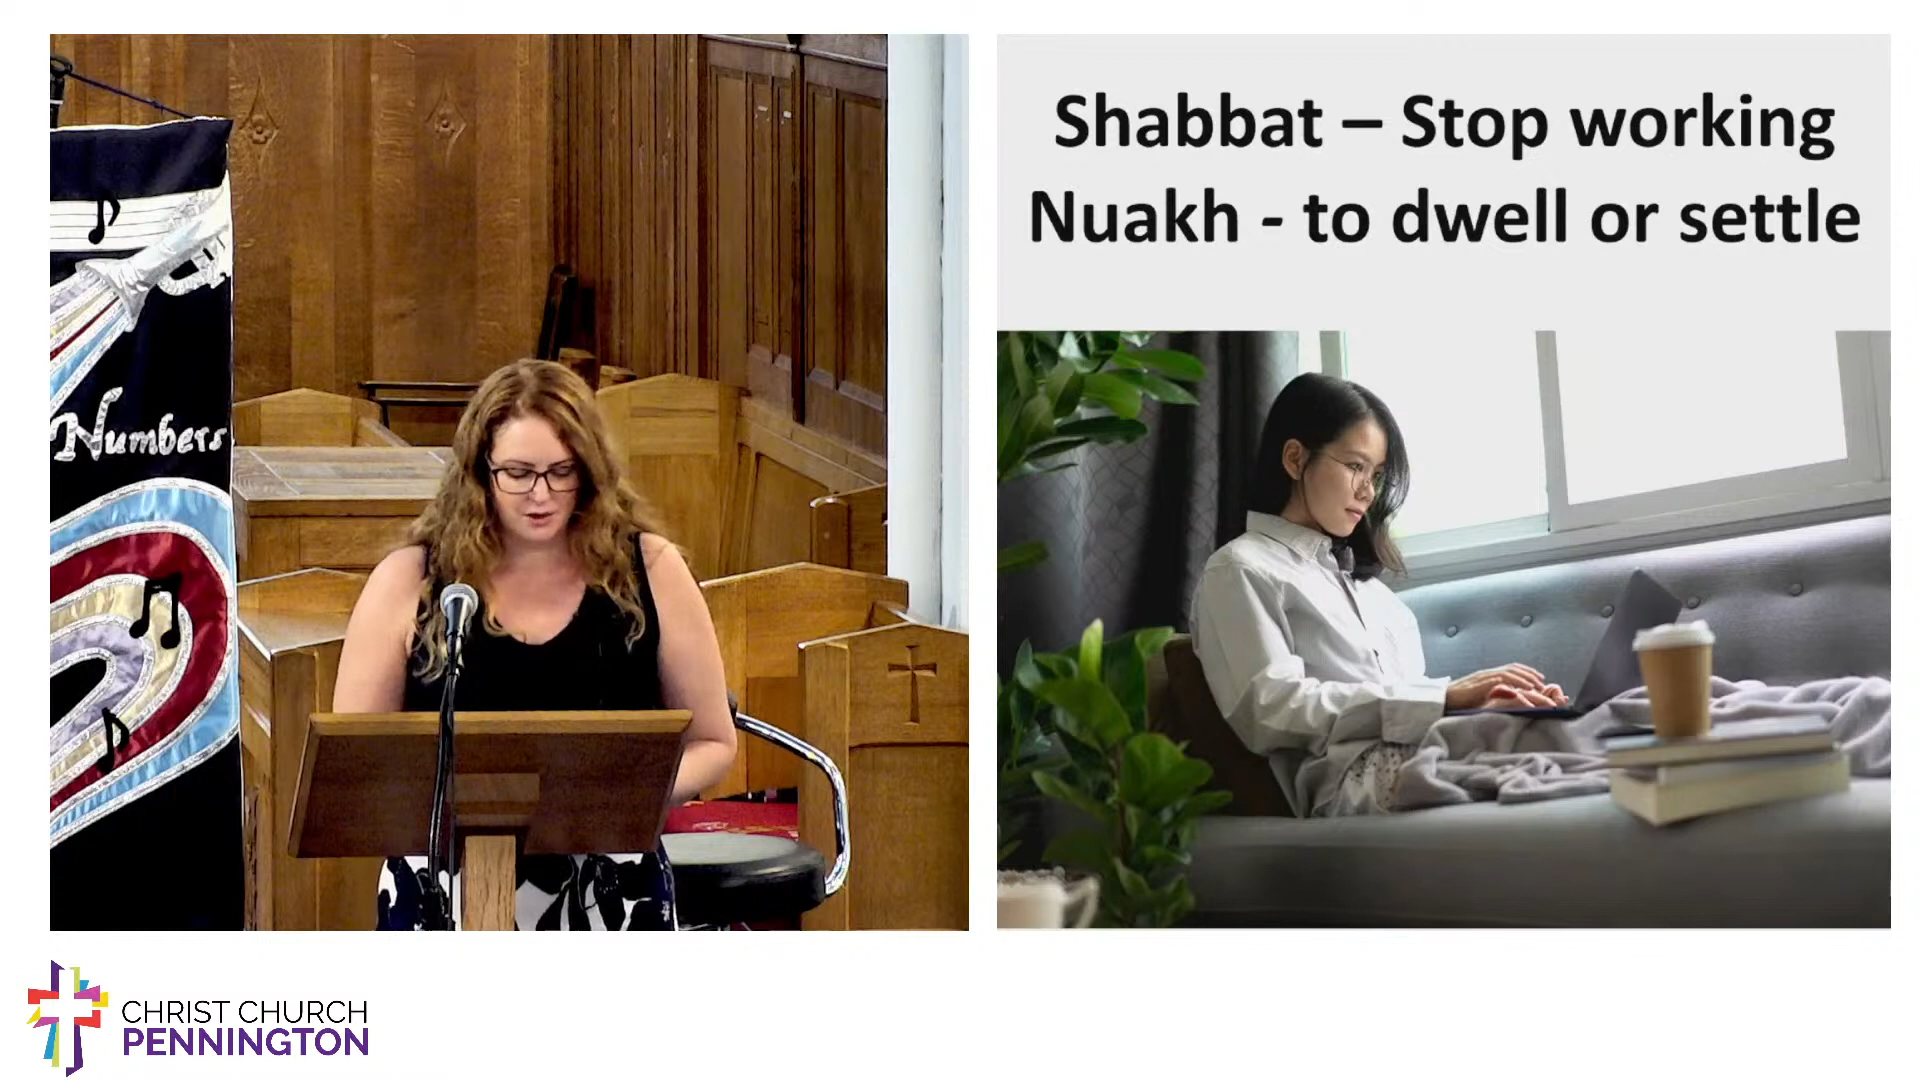 Numbers
Shabbat – Stop working
Nuakh - to dwell or settle
CHRIST CHURCH
PENNINGTON